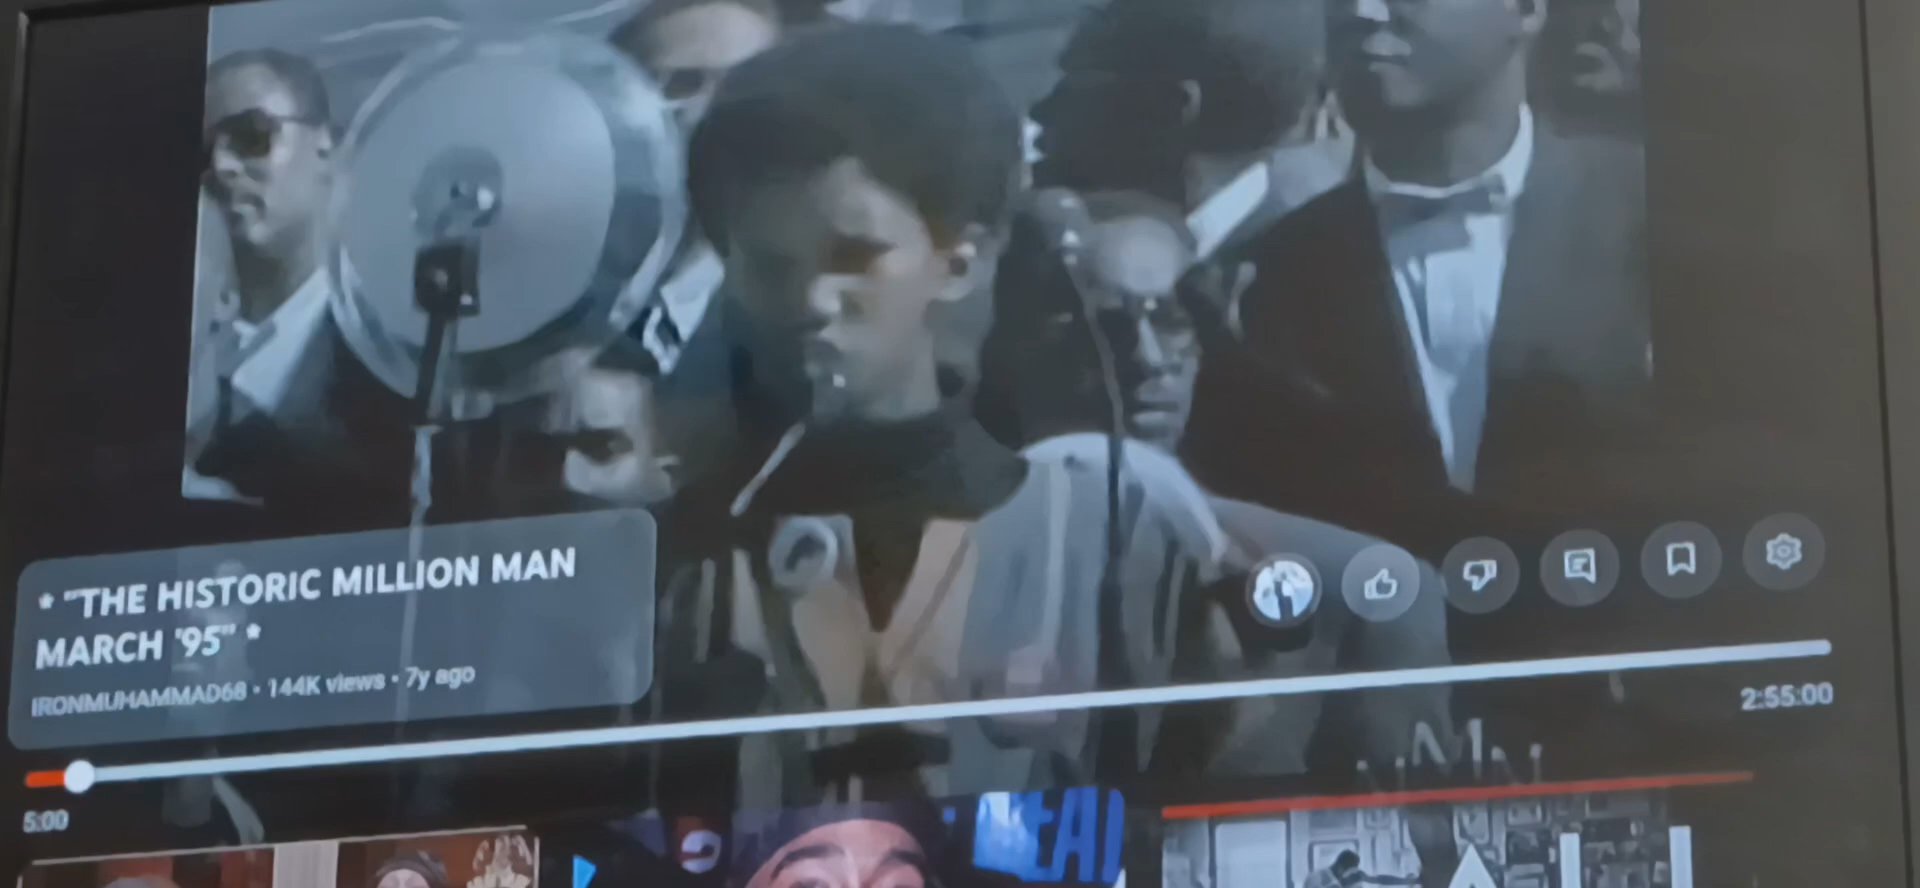 * "THE HISTORIC MILLION MAN
MARCH '95" *
IRONMUHAMMAD68 • 144K views • 7y ago
2:55:00
5:00